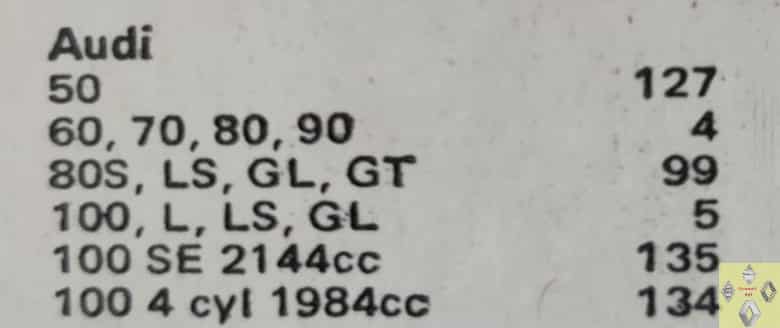 Audi
50 127
60, 70, 80, 90 4
80S, LS, GL, GT 99
100, L, LS, GL 5
100 SE 2144cc 135
100 4 cyl 1984cc 134